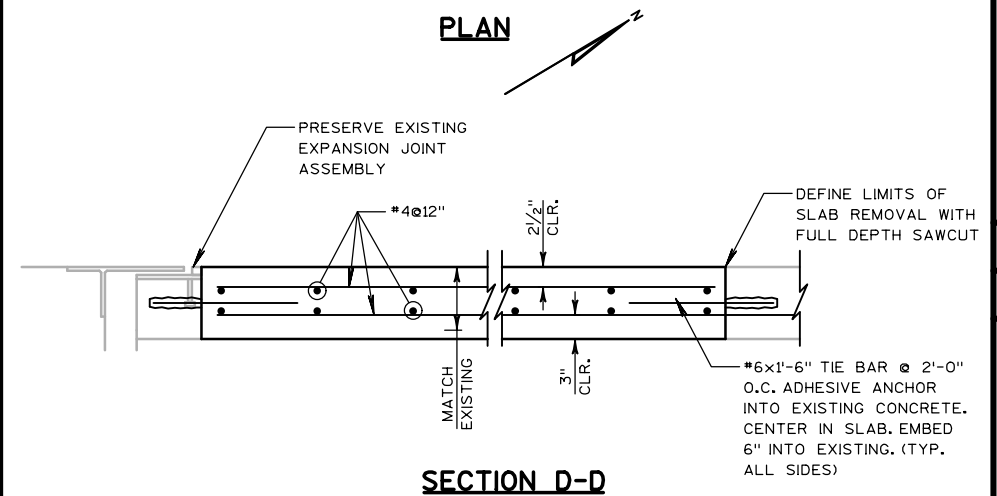 PLAN
N
PRESERVE EXISTING
EXPANSION JOINT
ASSEMBLY
#4@12"
2½"
CLR.
DEFINE LIMITS OF
SLAB REMOVAL WITH
FULL DEPTH SAWCUT
MATCH
EXISTING
3"
CLR.
#6x1'-6" TIE BAR @ 2'-0"
O.C. ADHESIVE ANCHOR
INTO EXISTING CONCRETE.
CENTER IN SLAB. EMBED
6" INTO EXISTING. (TYP.
ALL SIDES)
SECTION D-D